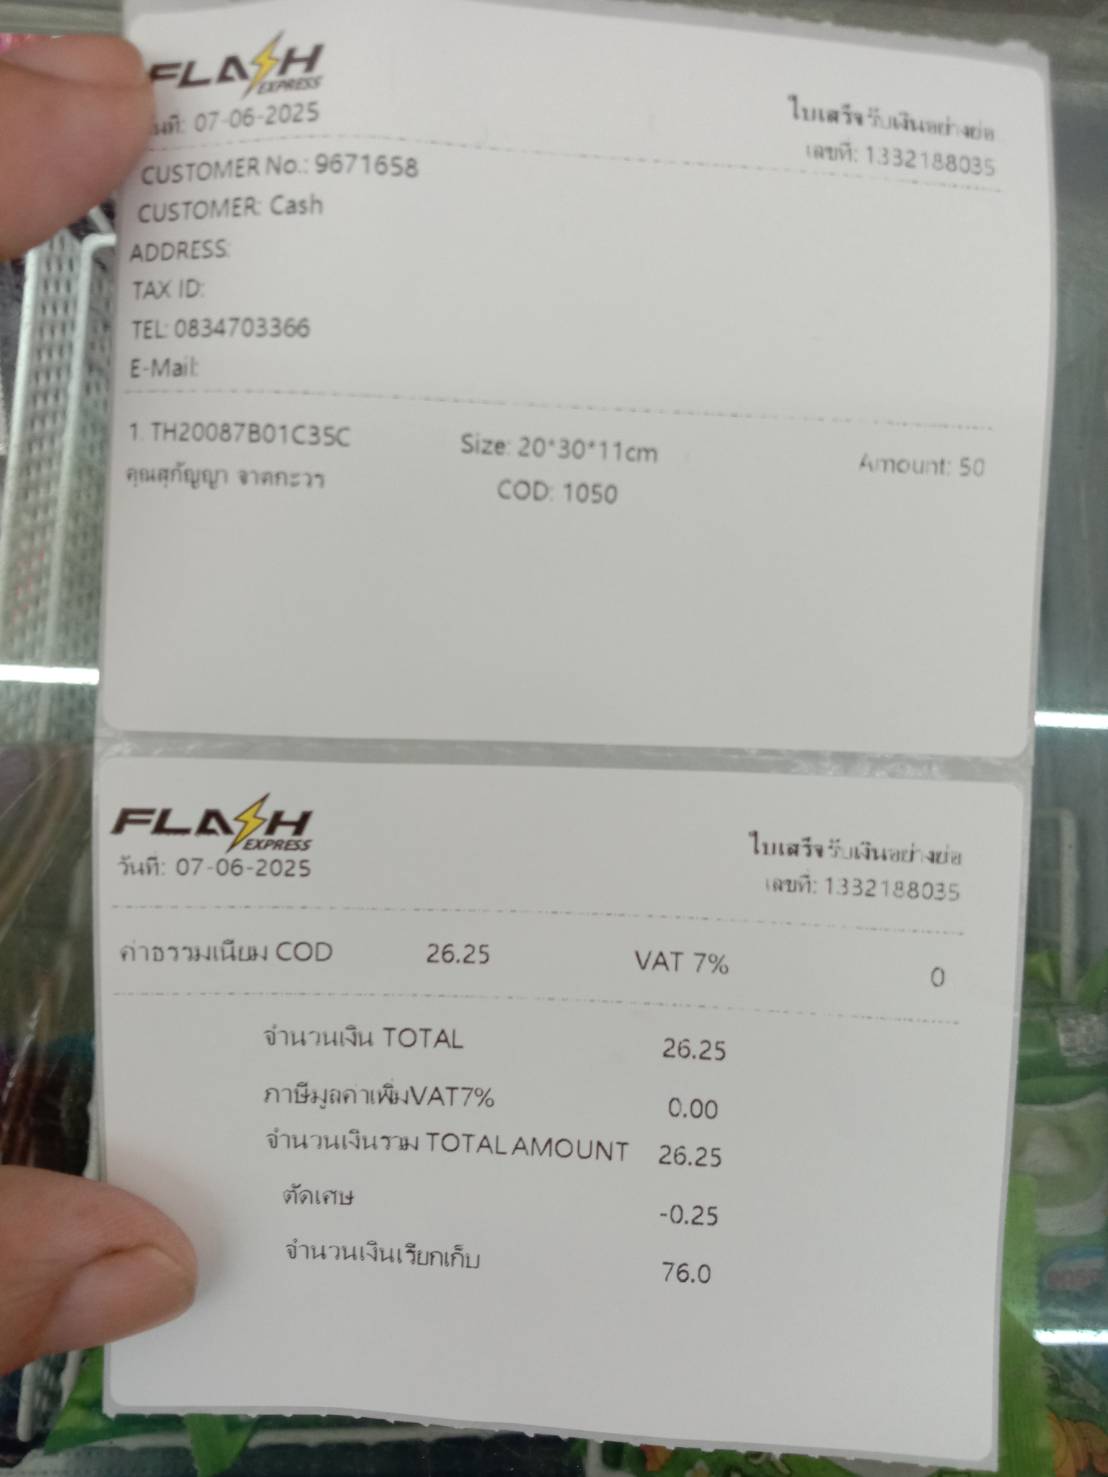 FLASH
EXPRESS
วันที่: 07-06-2025
ใบเสร็จรับเงินอย่างย่อ
เลขที่: 1332188035
CUSTOMER No.: 9671658
CUSTOMER: Cash
ADDRESS:
TAX ID:
TEL: 0834703366
E-Mail:
1. TH20087B01C35C Size: 20*30*11cm Amount: 50
คุณสุกัญญา จาตกะวร COD: 1050
FLASH
EXPRESS
วันที่: 07-06-2025
ใบเสร็จรับเงินอย่างย่อ
เลขที่: 1332188035
ค่าธรรมเนียม COD 26.25 VAT 7% 0
จำนวนเงิน TOTAL 26.25
ภาษีมูลค่าเพิ่มVAT7% 0.00
จำนวนเงินรวม TOTAL AMOUNT 26.25
ตัดเศษ -0.25
จำนวนเงินเรียกเก็บ 76.0